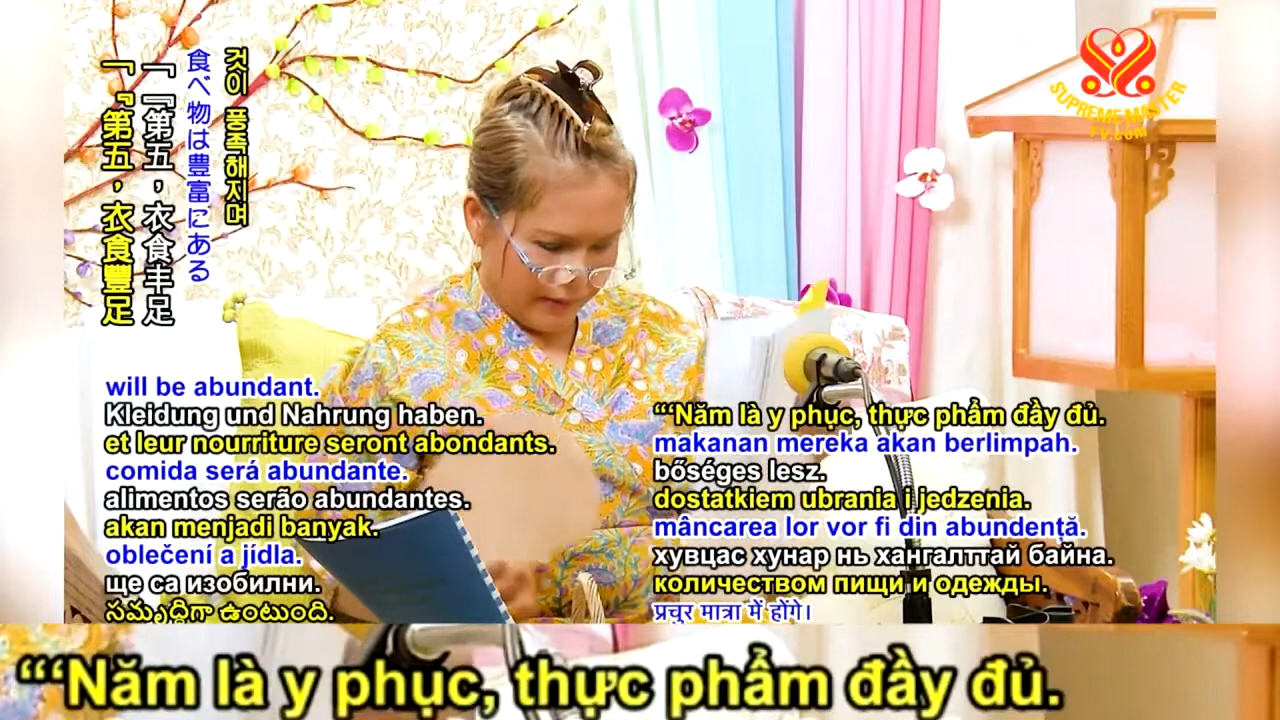 SUPREME MASTER
TV.COM
것이 풍족해지며
食べ物は豊富にある
「『第五，衣食丰足
「『第五，衣食豐足
will be abundant.
Kleidung und Nahrung haben.
et leur nourriture seront abondants.
comida será abundante.
alimentos serão abundantes.
akan menjadi banyak.
oblečení a jídla.
ще са изобилни.
సమృద్ధిగా ఉంటుంది.
“‘Năm là y phục, thực phẩm đầy đủ.
makanan mereka akan berlimpah.
bőséges lesz.
dostatkiem ubrania i jedzenia.
mâncarea lor vor fi din abundență.
хувцас хунар нь хангалттай байна.
количеством пищи и одежды.
प्रचुर मात्रा में होंगे।
“‘Năm là y phục, thực phẩm đầy đủ.